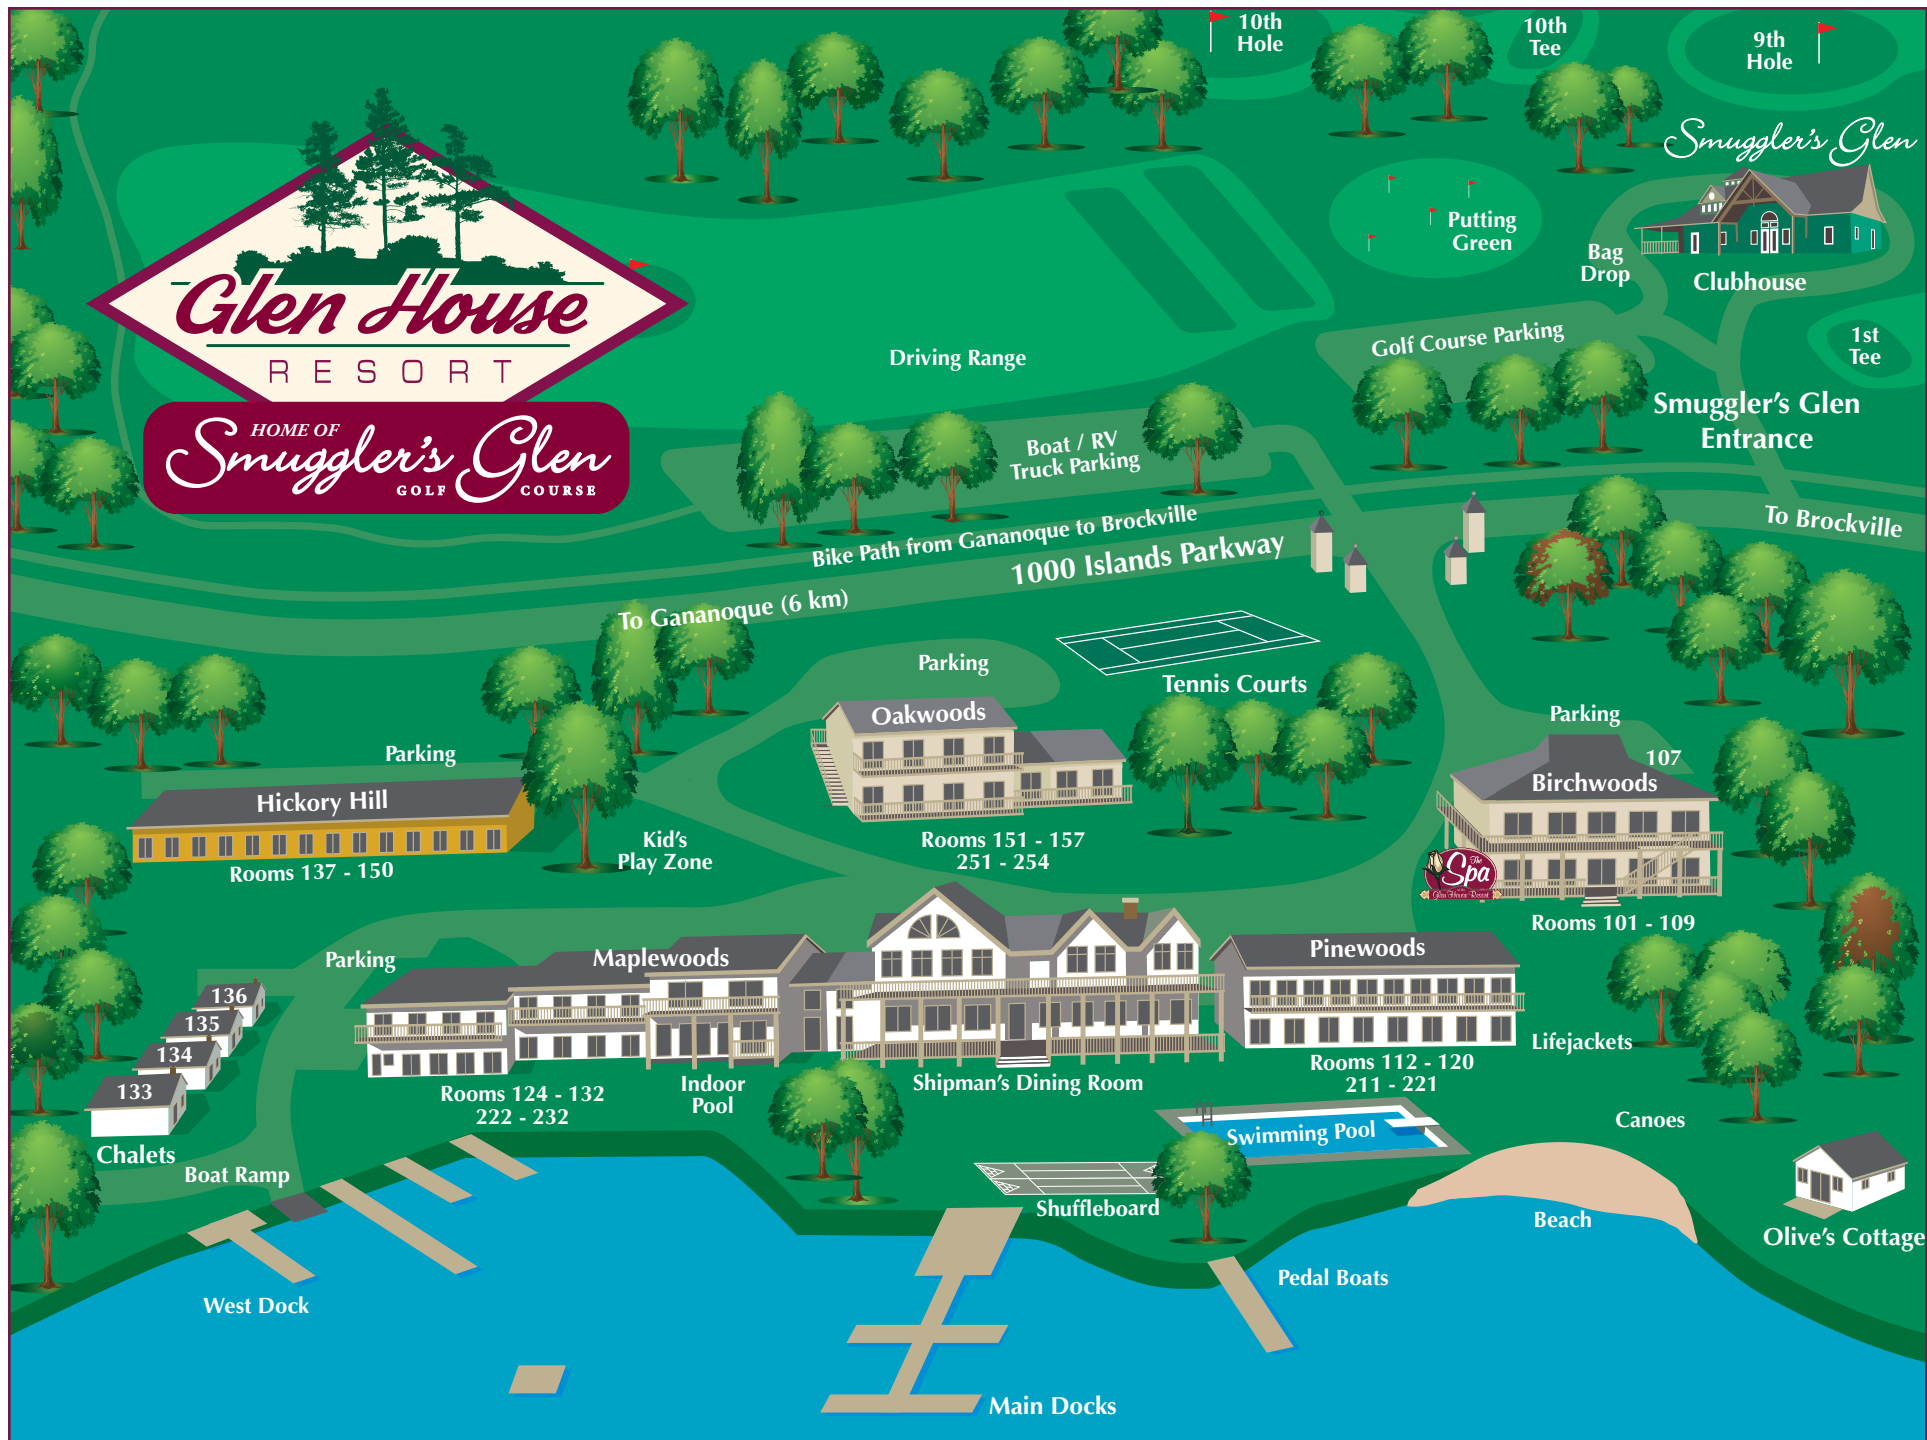 10th
Hole
10th
Tee
9th
Hole
Smuggler's Glen
Putting
Green
Bag
Drop
Clubhouse
Glen House
RESORT
HOME OF
Smuggler's Glen
GOLF COURSE
Driving Range
Golf Course Parking
1st
Tee
Smuggler's Glen
Entrance
Boat / RV
Truck Parking
To Brockville
Bike Path from Gananoque to Brockville
1000 Islands Parkway
To Gananoque (6 km)
Parking
Tennis Courts
Oakwoods
Parking
Parking
107
Birchwoods
Hickory Hill
Kid's
Play Zone
Rooms 151 - 157
251 - 254
Rooms 137 - 150
The
Spa
Glen House Resort
Rooms 101 - 109
Parking
Maplewoods
Pinewoods
136
135
134
133
Lifejackets
Rooms 124 - 132
222 - 232
Indoor
Pool
Shipman's Dining Room
Rooms 112 - 120
211 - 221
Canoes
Swimming Pool
Chalets
Boat Ramp
Shuffleboard
Beach
Olive's Cottage
West Dock
Pedal Boats
Main Docks